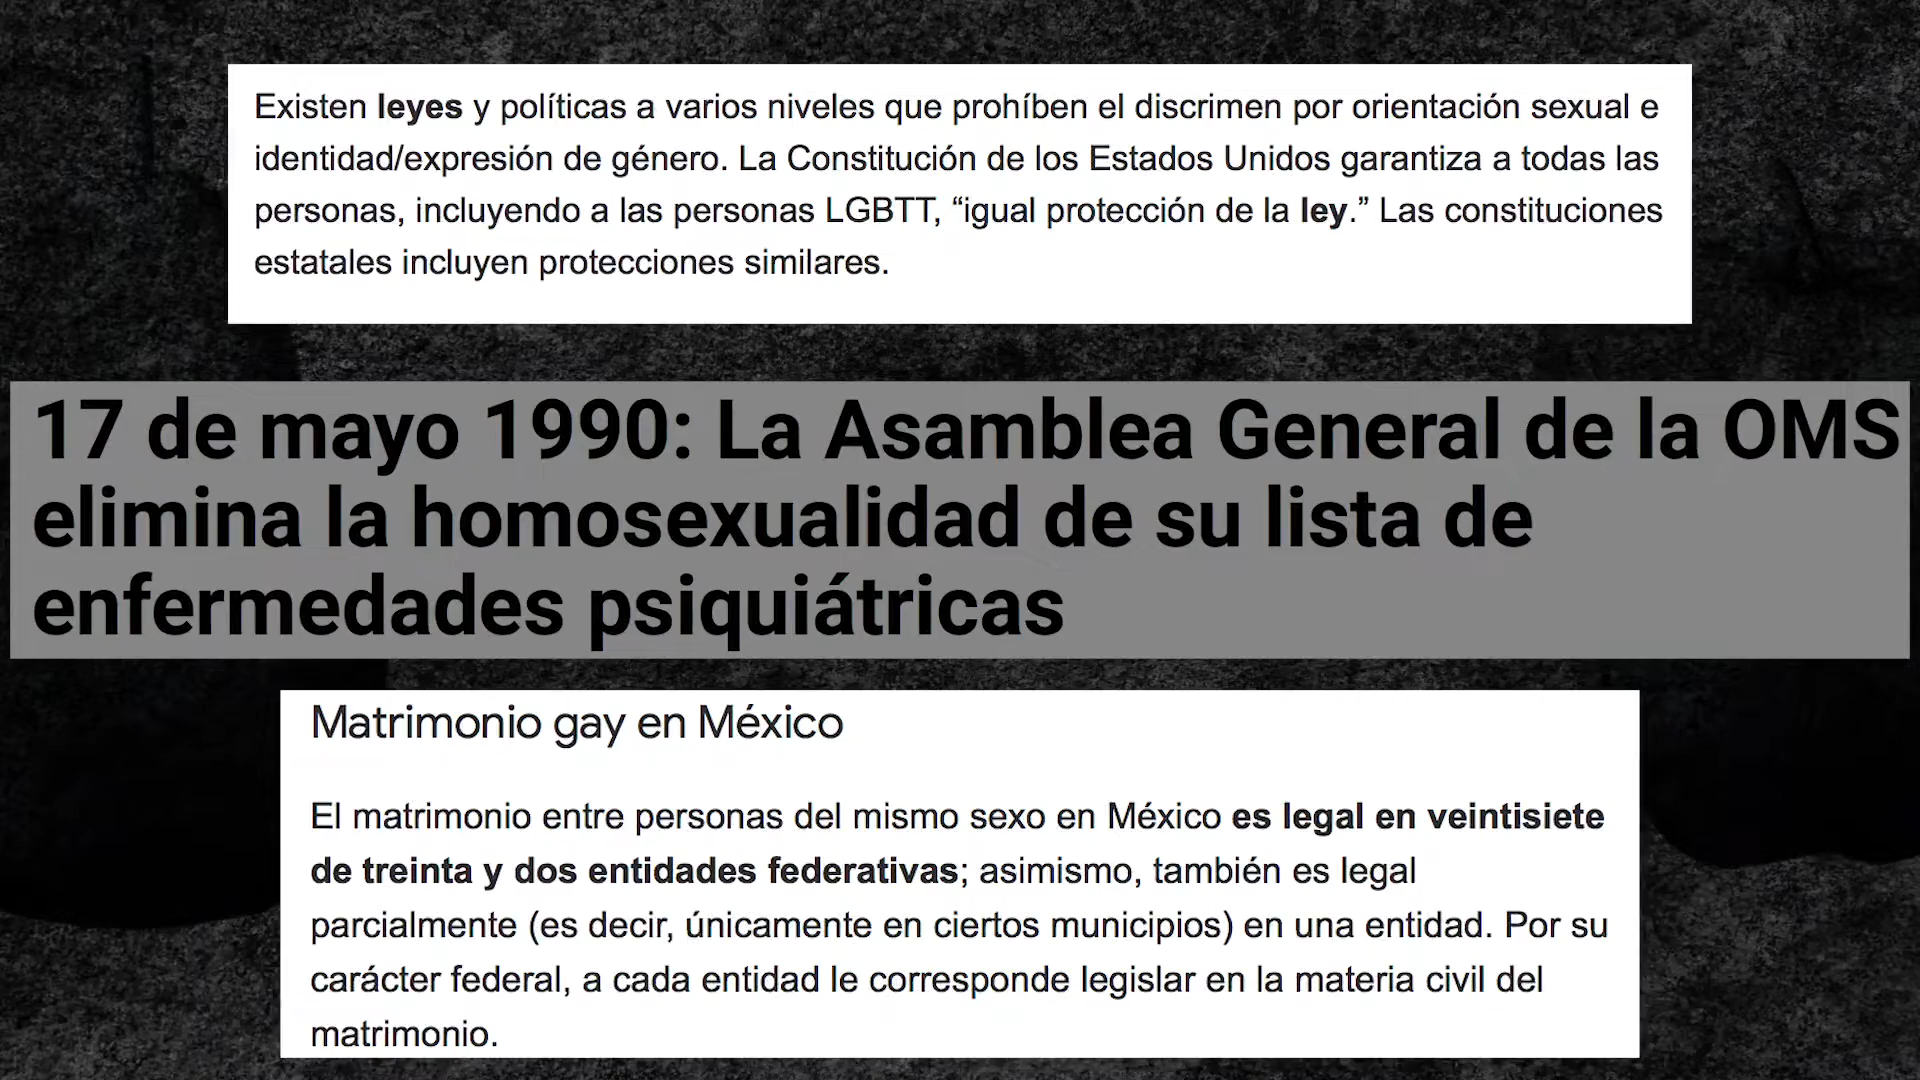 Existen leyes y políticas a varios niveles que prohíben el discrimen por orientación sexual e
identidad/expresión de género. La Constitución de los Estados Unidos garantiza a todas las
personas, incluyendo a las personas LGBTT, “igual protección de la ley.” Las constituciones
estatales incluyen protecciones similares.
17 de mayo 1990: La Asamblea General de la OMS
elimina la homosexualidad de su lista de
enfermedades psiquiátricas
Matrimonio gay en México
El matrimonio entre personas del mismo sexo en México es legal en veintisiete
de treinta y dos entidades federativas; asimismo, también es legal
parcialmente (es decir, únicamente en ciertos municipios) en una entidad. Por su
carácter federal, a cada entidad le corresponde legislar en la materia civil del
matrimonio.